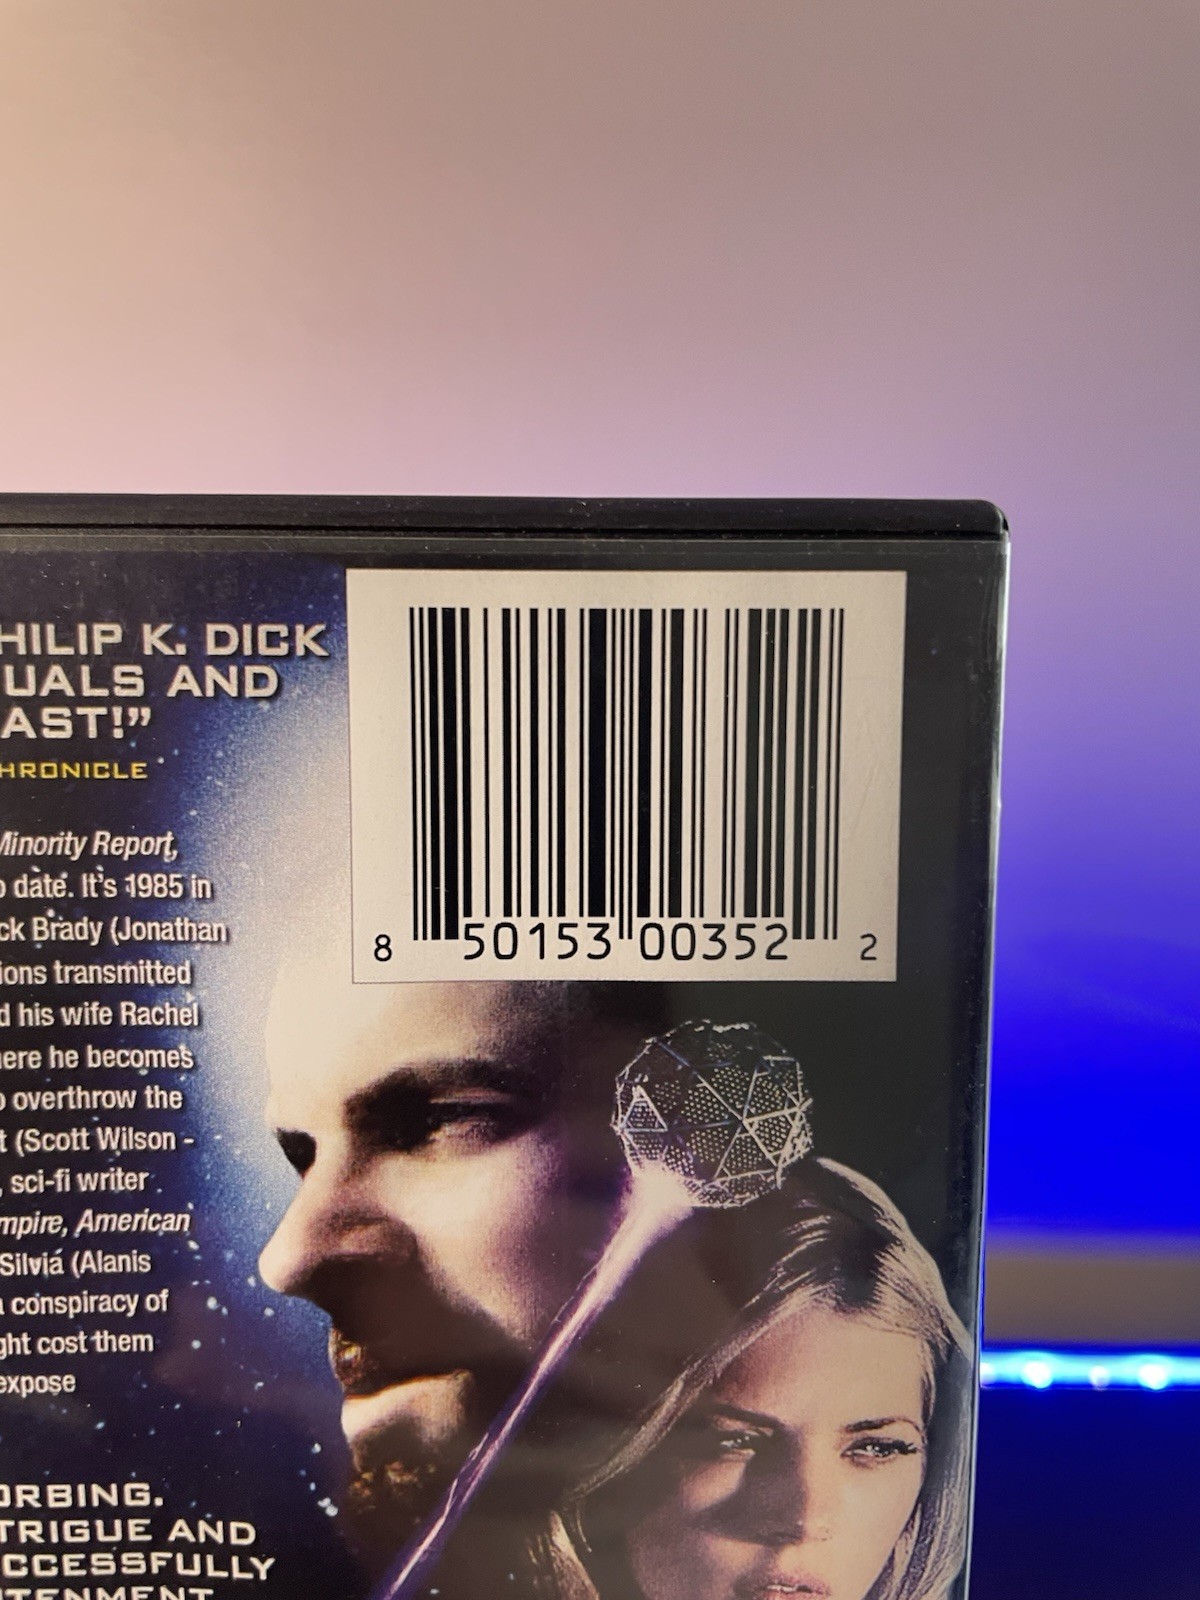 HILIP K. DICK
UALS AND
AST!”
HRONICLE
Minority Report,
o date. It's 1985 in
ck Brady (Jonathan
ions transmitted
d his wife Rachel
ere he becomes
o overthrow the
t (Scott Wilson -
, sci-fi writer
mpire, American
Silvia (Alanis
a conspiracy of
ght cost them
expose
ORBING.
TRIGUE AND
CCESSFULLY
8 50153 00352 2